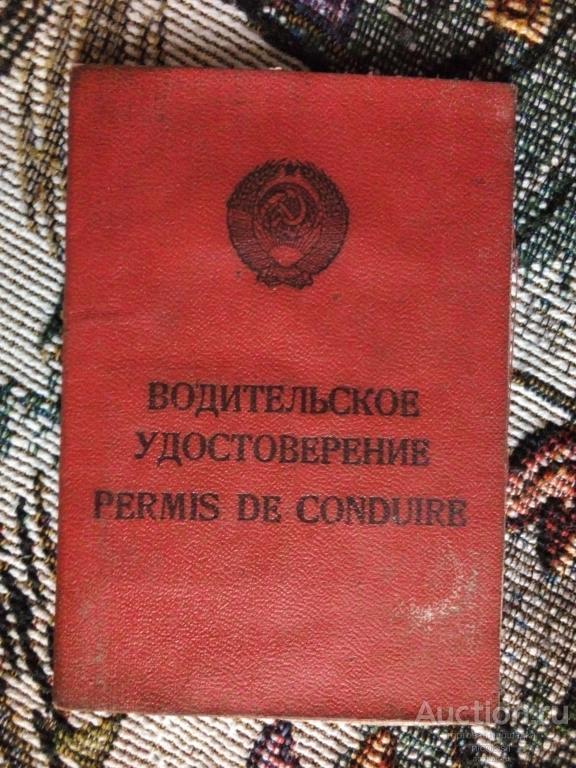 ВОДИТЕЛЬСКОЕ
УДОСТОВЕРЕНИЕ
PERMIS DE CONDUIRE
Auction.ru